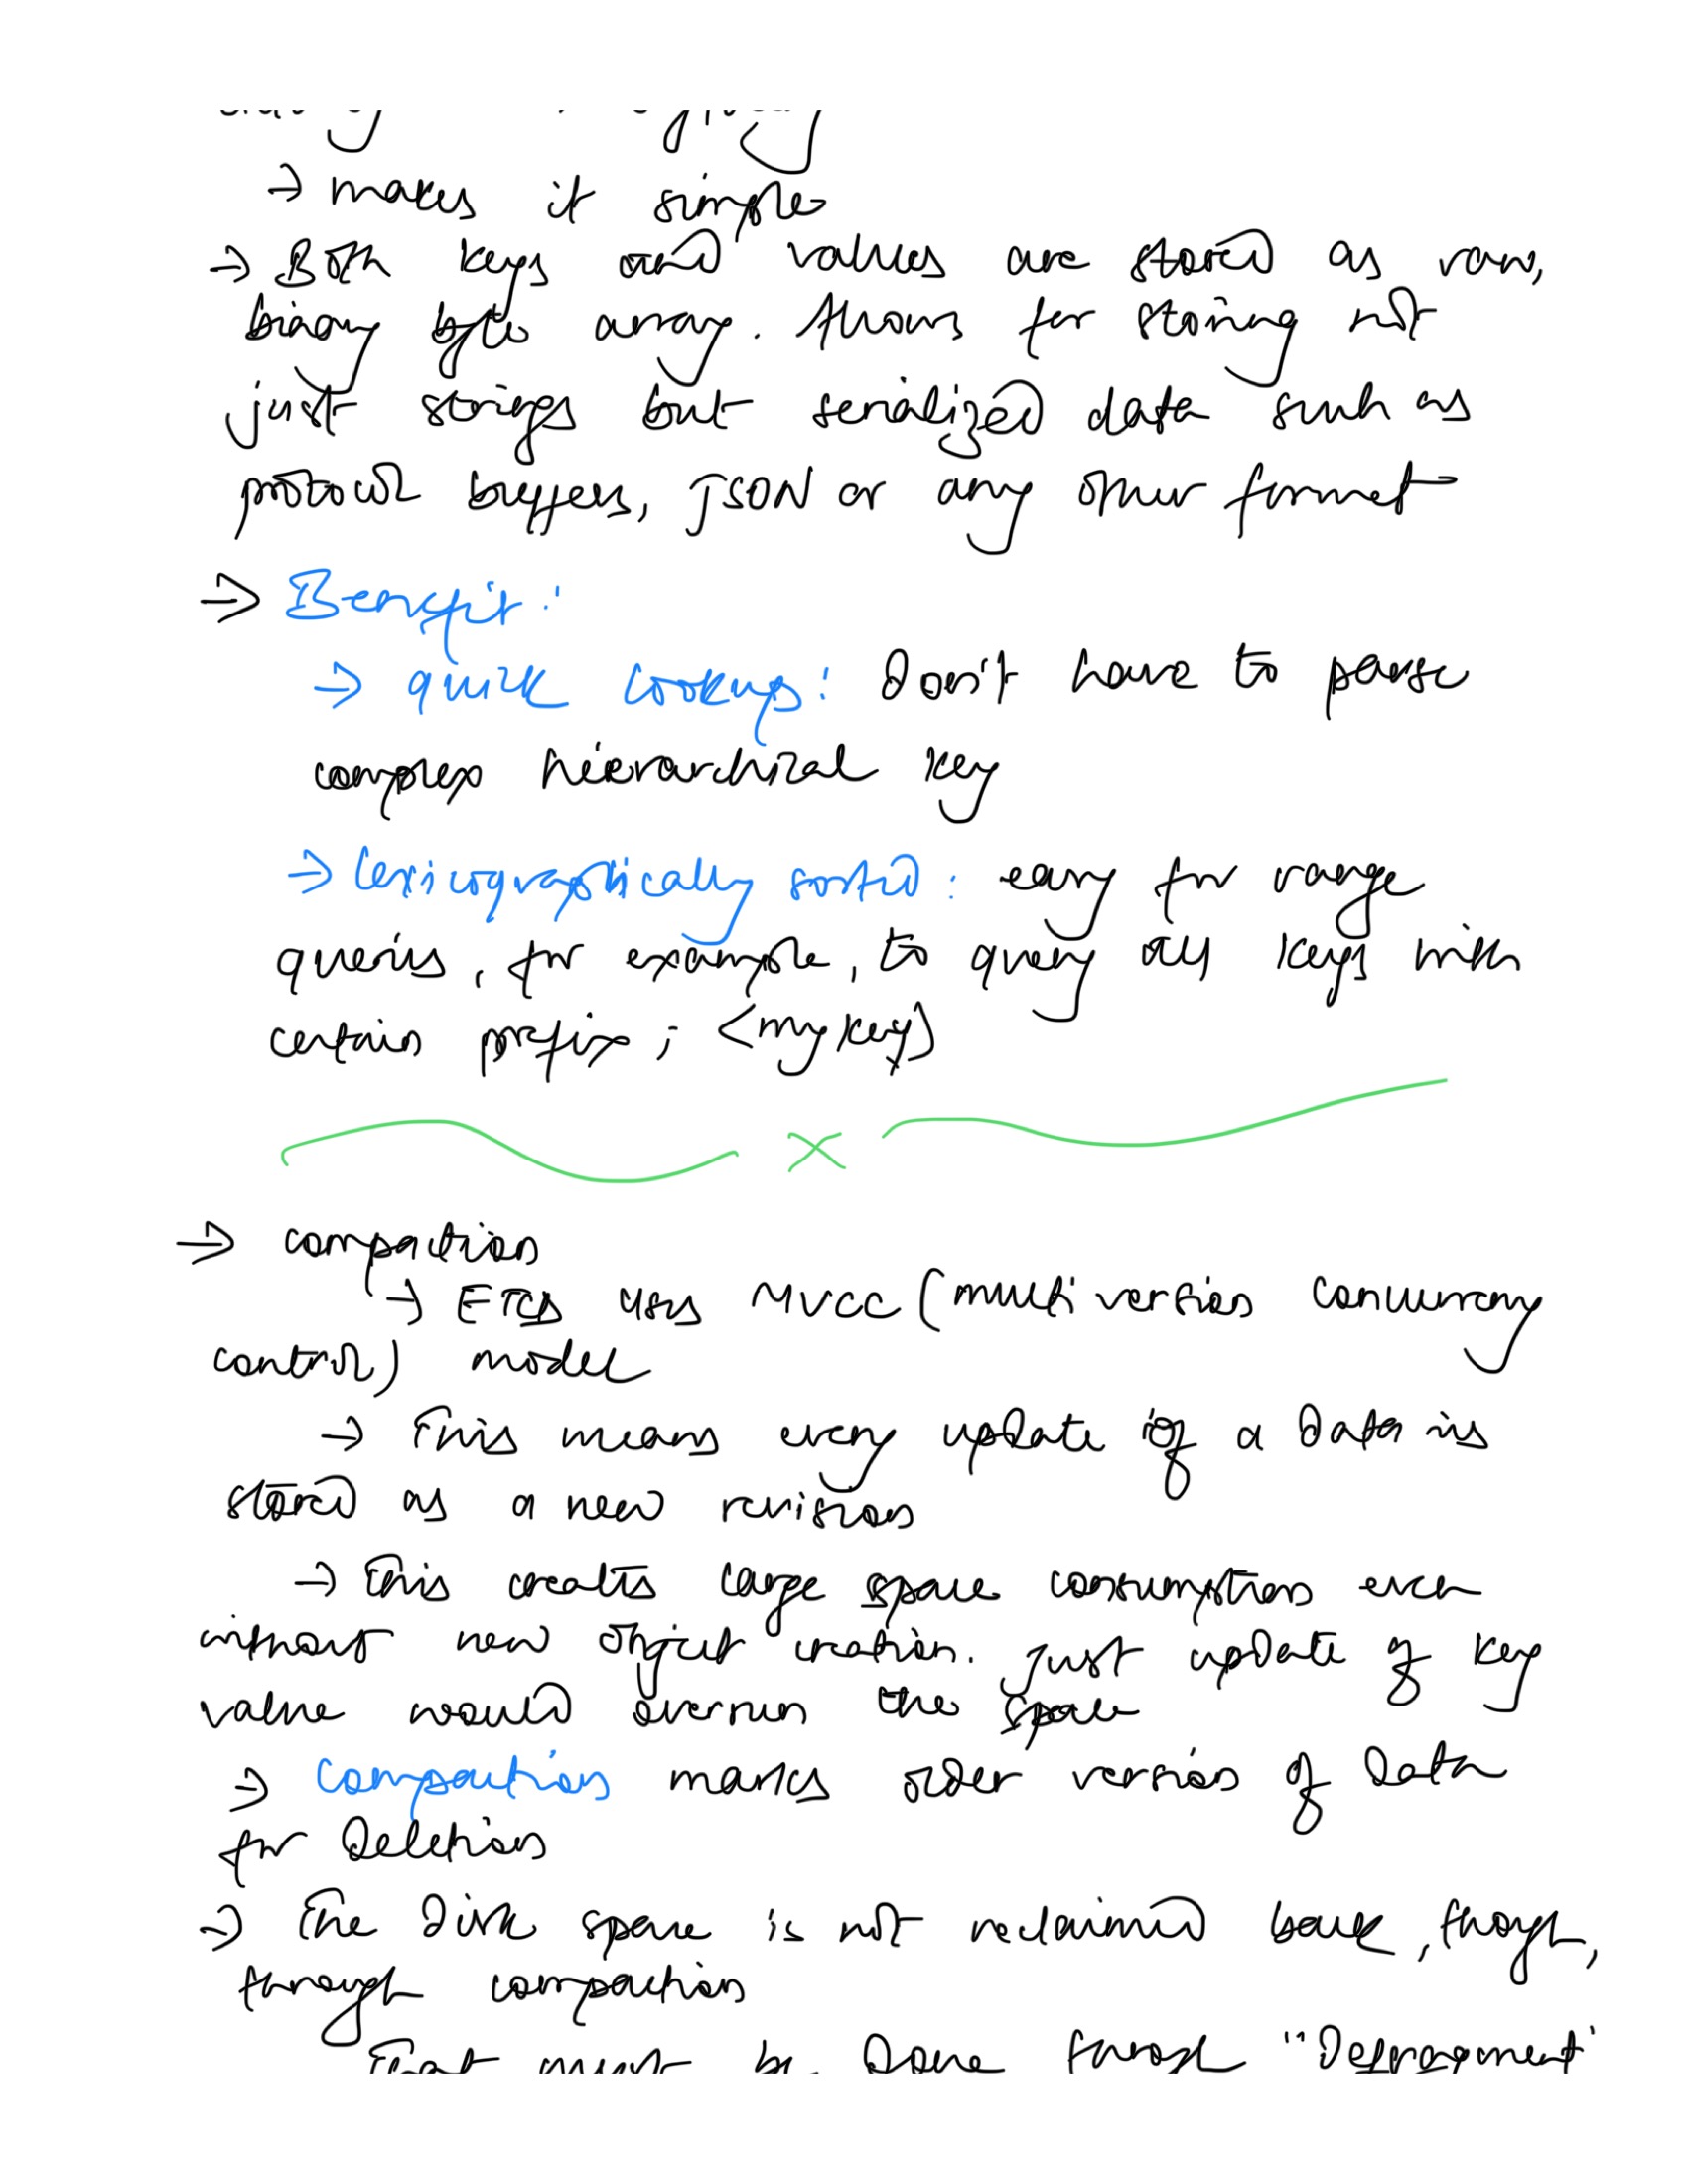 → makes it simple
→ Both keys and values are stored as raw,
binary byte array. Allows for storing not
just strings but serialized data such as
protocol buffers, JSON or any other format
⇒ Benefit:
→ quick lookups: Don't have to parse
complex hierarchical key
→ lexicographically sorted: easy for range
queries, for example, to query all keys with
certain prefix; <my key>
x
⇒ compaction
→ ETCD uses MVCC (multi version concurrency
control) model
→ This means every update of a data is
stored as a new revision
→ This creates large space consumption even
without new object creation. Just update of key
value would overrun the space
⇒ Compaction marks older version of data
for Deletion
⇒ The Disk space is not reclaimed back, though,
through compaction
That must be Done through "Defragment"